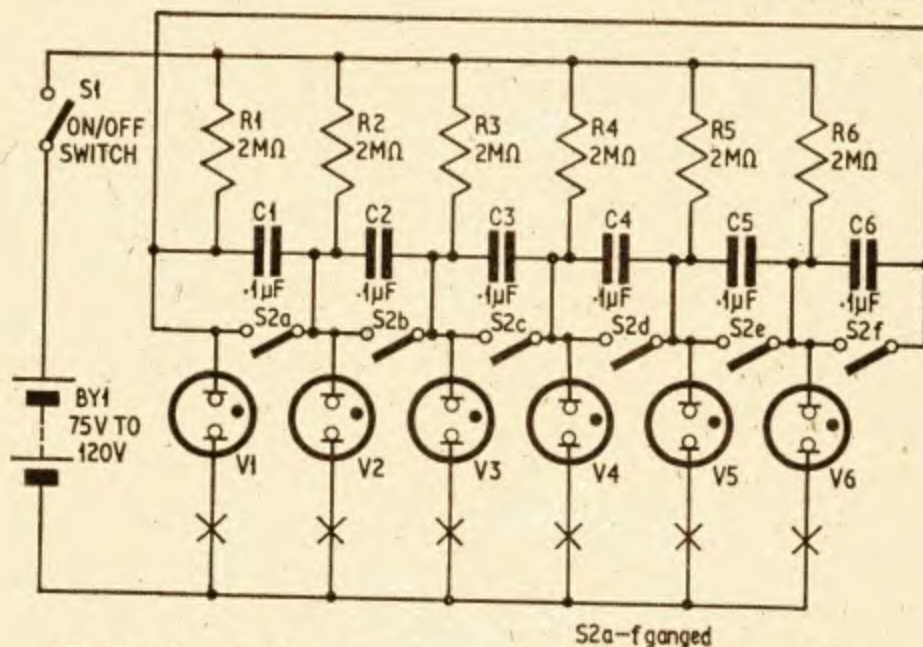 S1
ON/OFF
SWITCH
R1
2MΩ
R2
2MΩ
R3
2MΩ
R4
2MΩ
R5
2MΩ
R6
2MΩ
C1
.1µF
C2
.1µF
C3
.1µF
C4
.1µF
C5
.1µF
C6
.1µF
S2a
S2b
S2c
S2d
S2e
S2f
BY1
75V TO
120V
V1
V2
V3
V4
V5
V6
S2a-f ganged